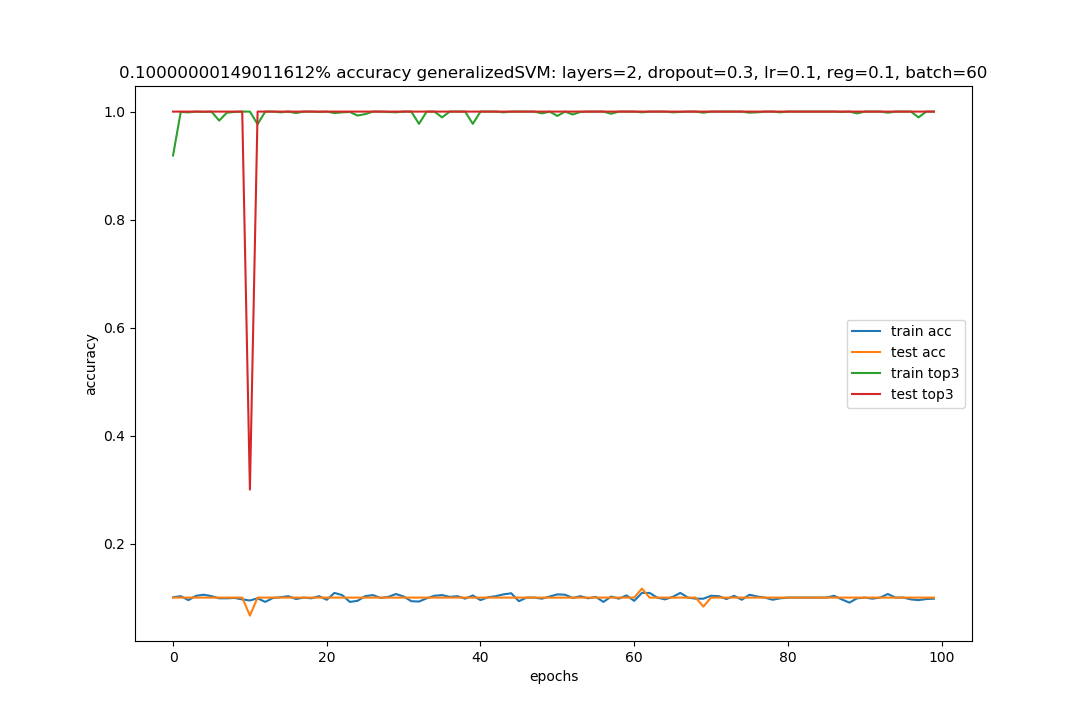 0.10000000149011612% accuracy generalizedSVM: layers=2, dropout=0.3, lr=0.1, reg=0.1, batch=60
1.0
0.8
0.6
0.4
0.2
accuracy
train acc
test acc
train top3
test top3
0 20 40 60 80 100
epochs